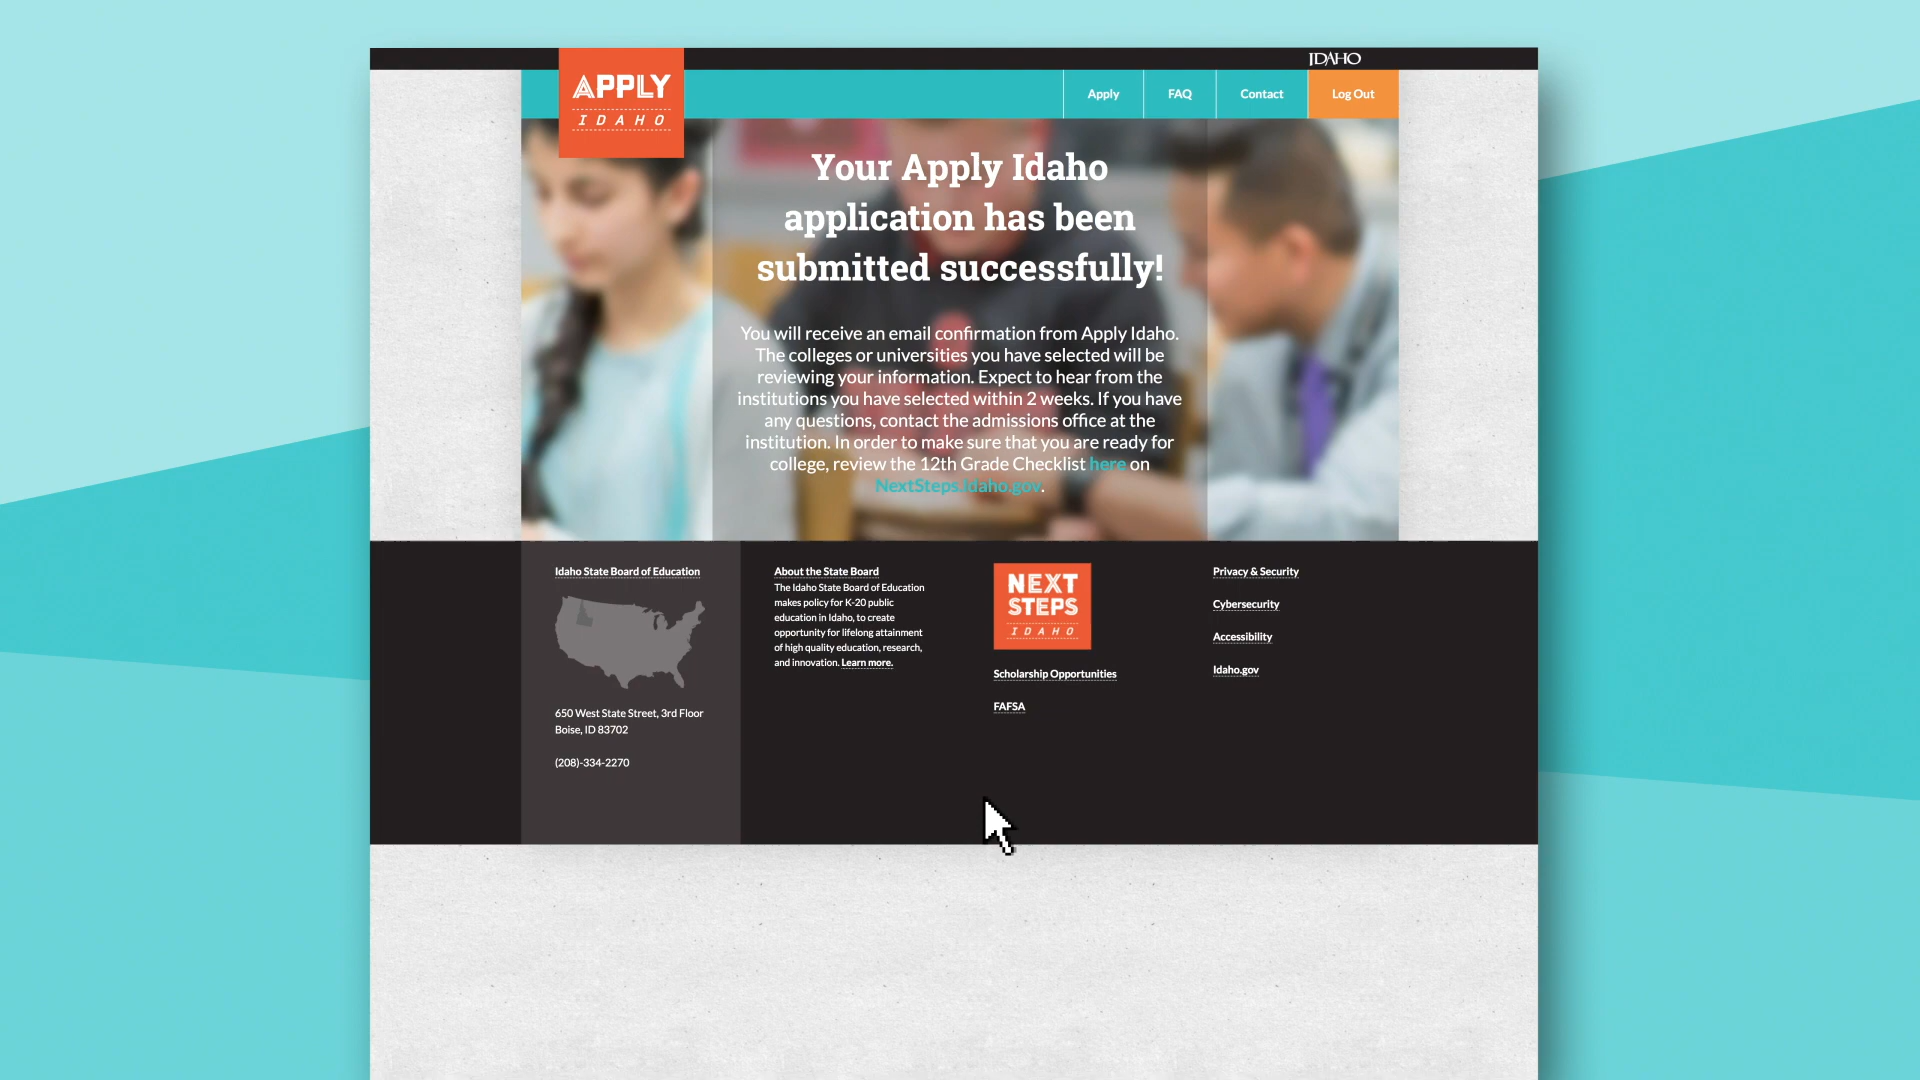 IDAHO
APPLY
IDAHO
Apply
FAQ
Contact
Log Out
Your Apply Idaho
application has been
submitted successfully!
You will receive an email confirmation from Apply Idaho.
The colleges or universities you have selected will be
reviewing your information. Expect to hear from the
institutions you have selected within 2 weeks. If you have
any questions, contact the admissions office at the
institution. In order to make sure that you are ready for
college, review the 12th Grade Checklist here on
NextSteps.Idaho.gov.
Idaho State Board of Education
650 West State Street, 3rd Floor
Boise, ID 83702
(208)-334-2270
About the State Board
The Idaho State Board of Education
makes policy for K-20 public
education in Idaho, to create
opportunity for lifelong attainment
of high quality education, research,
and innovation. Learn more.
NEXT
STEPS
IDAHO
Scholarship Opportunities
FAFSA
Privacy & Security
Cybersecurity
Accessibility
Idaho.gov